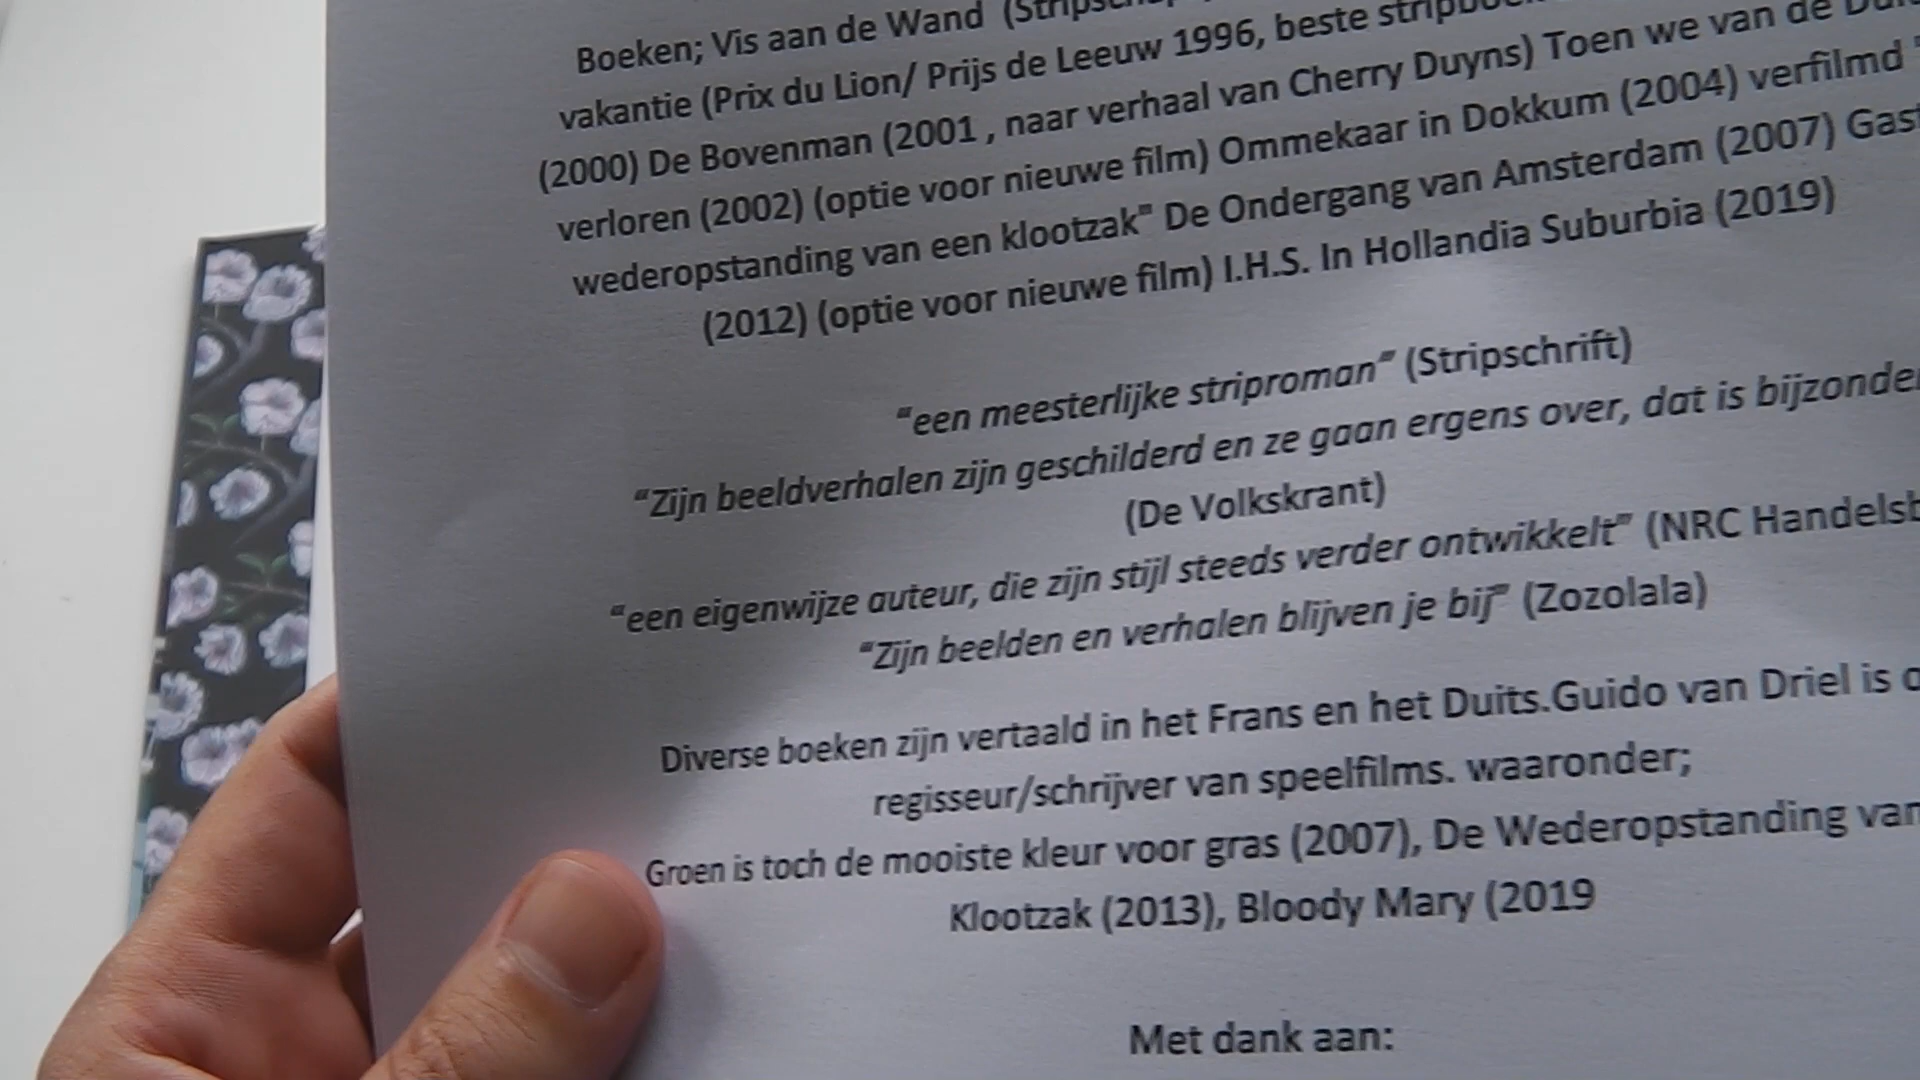 Boeken; Vis aan de Wand
vakantie (Prix du Lion/ Prijs de Leeuw 1996, beste
(2000) De Bovenman (2001 , naar verhaal van Cherry Duyns) Toen we van de
verloren (2002) (optie voor nieuwe film) Ommekaar in Dokkum (2004) verfilmd
wederopstanding van een klootzak" De Ondergang van Amsterdam (2007)
(2012) (optie voor nieuwe film) I.H.S. In Hollandia Suburbia (2019)
“een meesterlijke striproman” (Stripschrift)
“Zijn beeldverhalen zijn geschilderd en ze gaan ergens over, dat is
(De Volkskrant)
“een eigenwijze auteur, die zijn stijl steeds verder ontwikkelt” (NRC
“Zijn beelden en verhalen blijven je bij” (Zozolala)
Diverse boeken zijn vertaald in het Frans en het Duits.Guido van Driel is
regisseur/schrijver van speelfilms. waaronder;
Groen is toch de mooiste kleur voor gras (2007), De Wederopstanding van
Klootzak (2013), Bloody Mary (2019
Met dank aan: